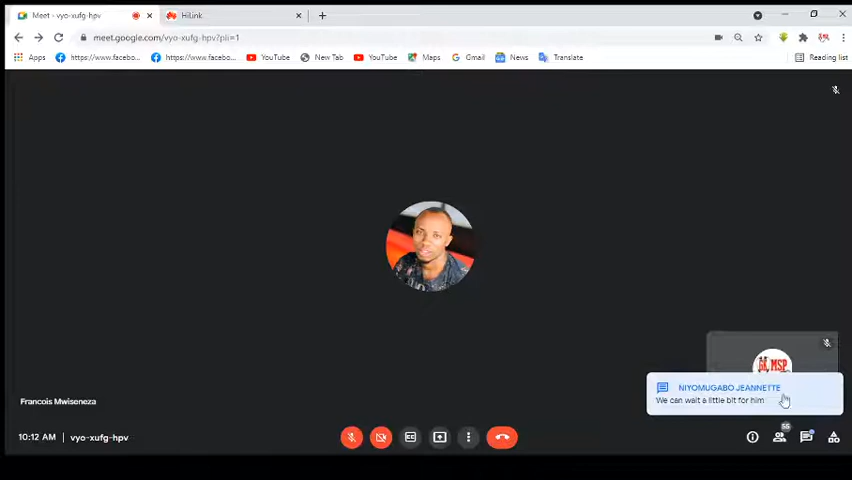 Meet - vyo-xufg-hpv
HiLink
meet.google.com/vyo-xufg-hpv?pli=1
Apps
https://www.facebo...
https://www.facebo...
YouTube
New Tab
YouTube
Maps
Gmail
News
Translate
Reading list
MSP
NIYOMUGABO JEANNETTE
We can wait a little bit for him
Francois Mwiseneza
55
10:12 AM | vyo-xufg-hpv